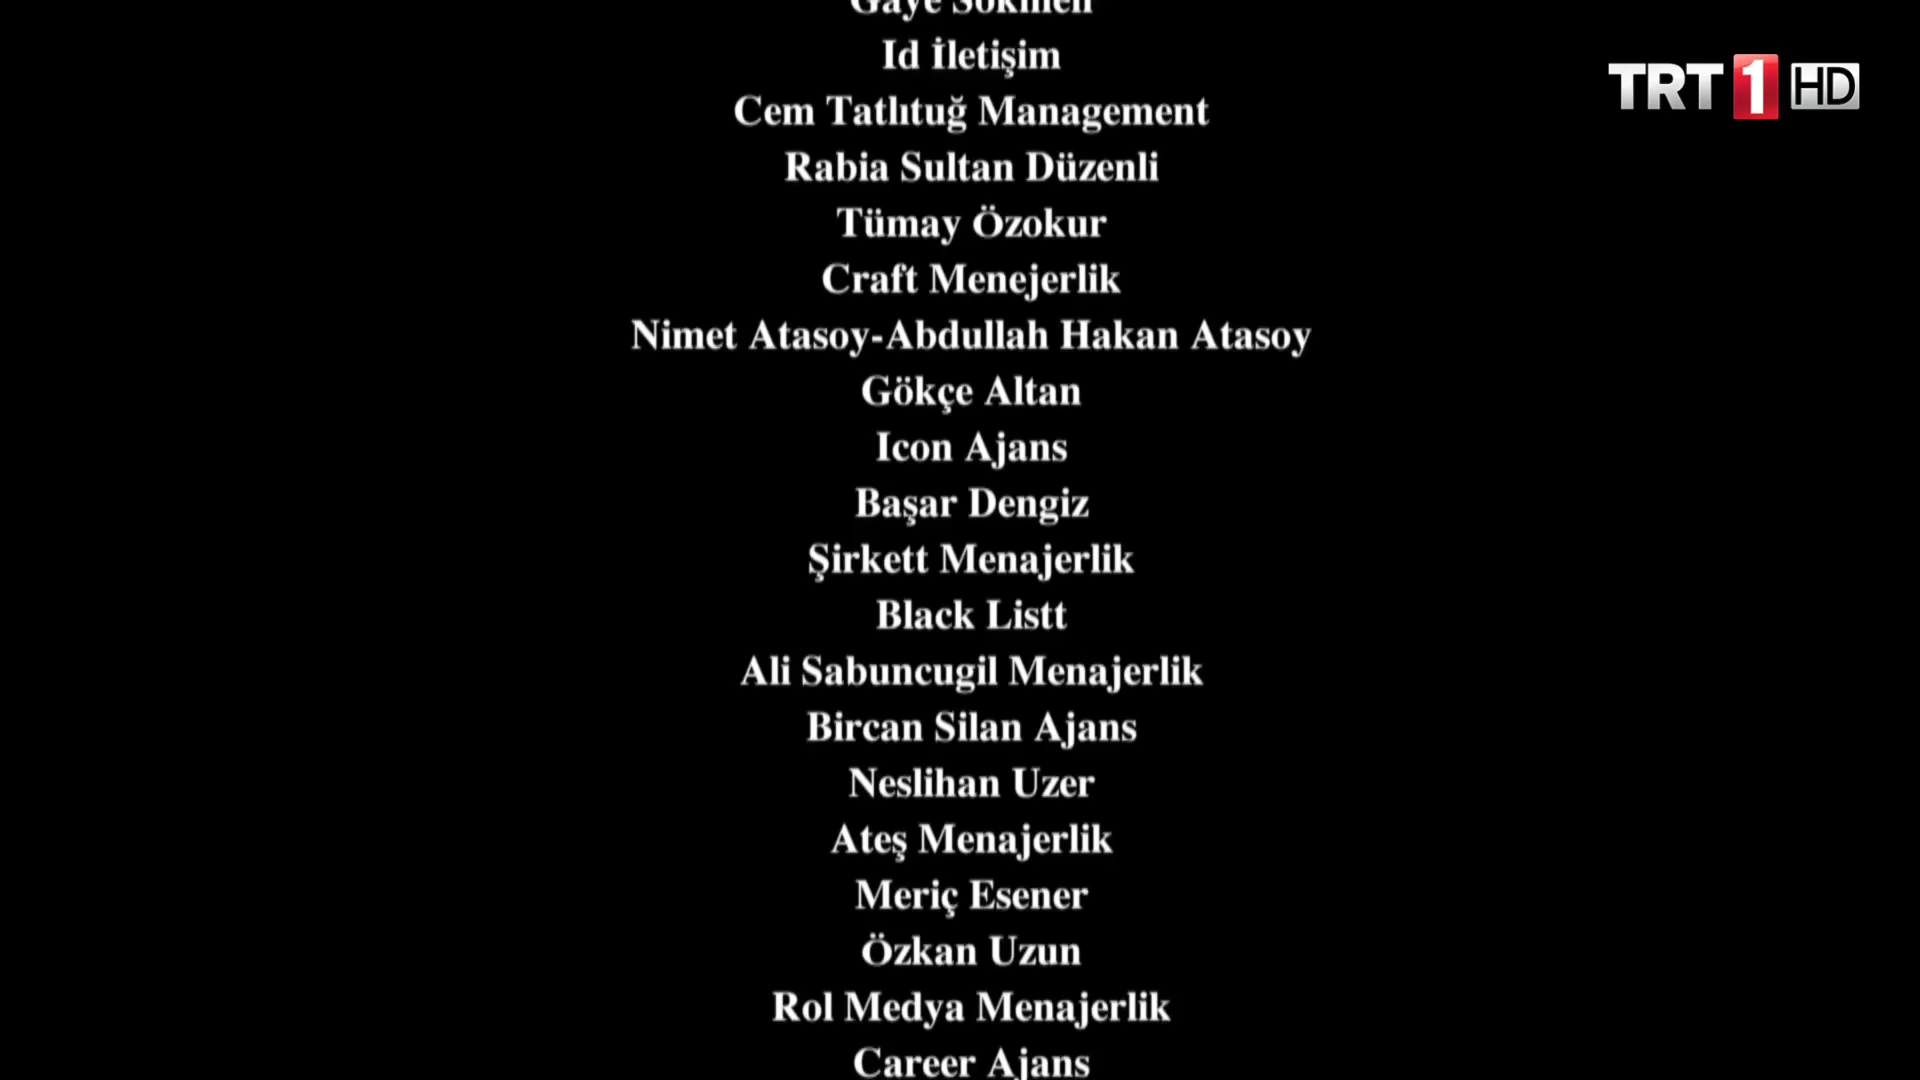 Gaye Sökmen
Id İletişim
TRT 1 HD
Cem Tatlıtuğ Management
Rabia Sultan Düzenli
Tümay Özokur
Craft Menejerlik
Nimet Atasoy-Abdullah Hakan Atasoy
Gökçe Altan
Icon Ajans
Başar Dengiz
Şirkett Menajerlik
Black Listt
Ali Sabuncugil Menajerlik
Bircan Silan Ajans
Neslihan Uzer
Ateş Menajerlik
Meriç Esener
Özkan Uzun
Rol Medya Menajerlik
Career Ajans